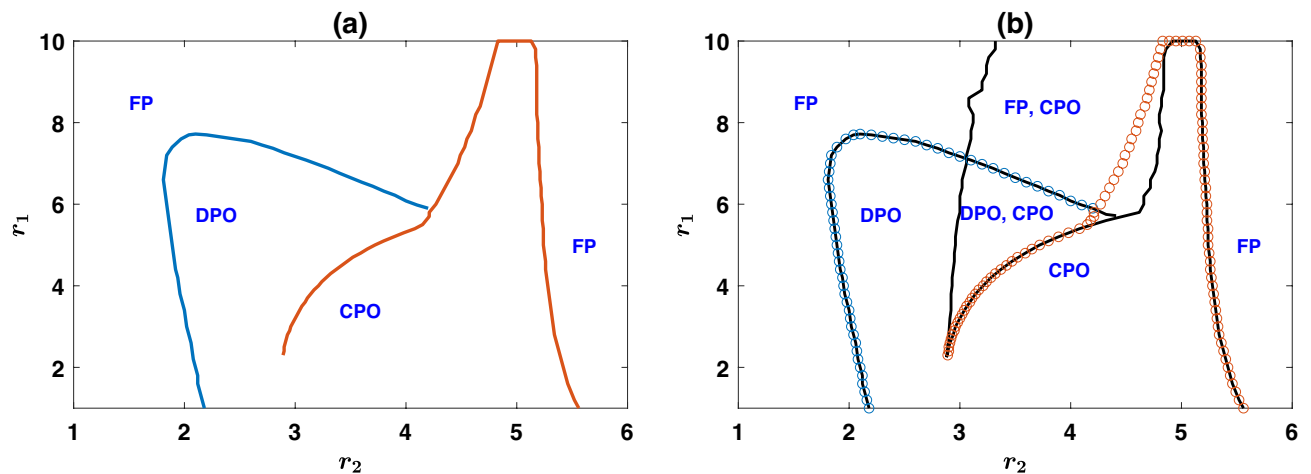 (a)
10
8
6
4
2
r1
FP
DPO
CPO
FP
1 2 3 4 5 6
r2
(b)
10
8
6
4
2
r1
FP
FP, CPO
DPO
DPO, CPO
CPO
FP
1 2 3 4 5 6
r2